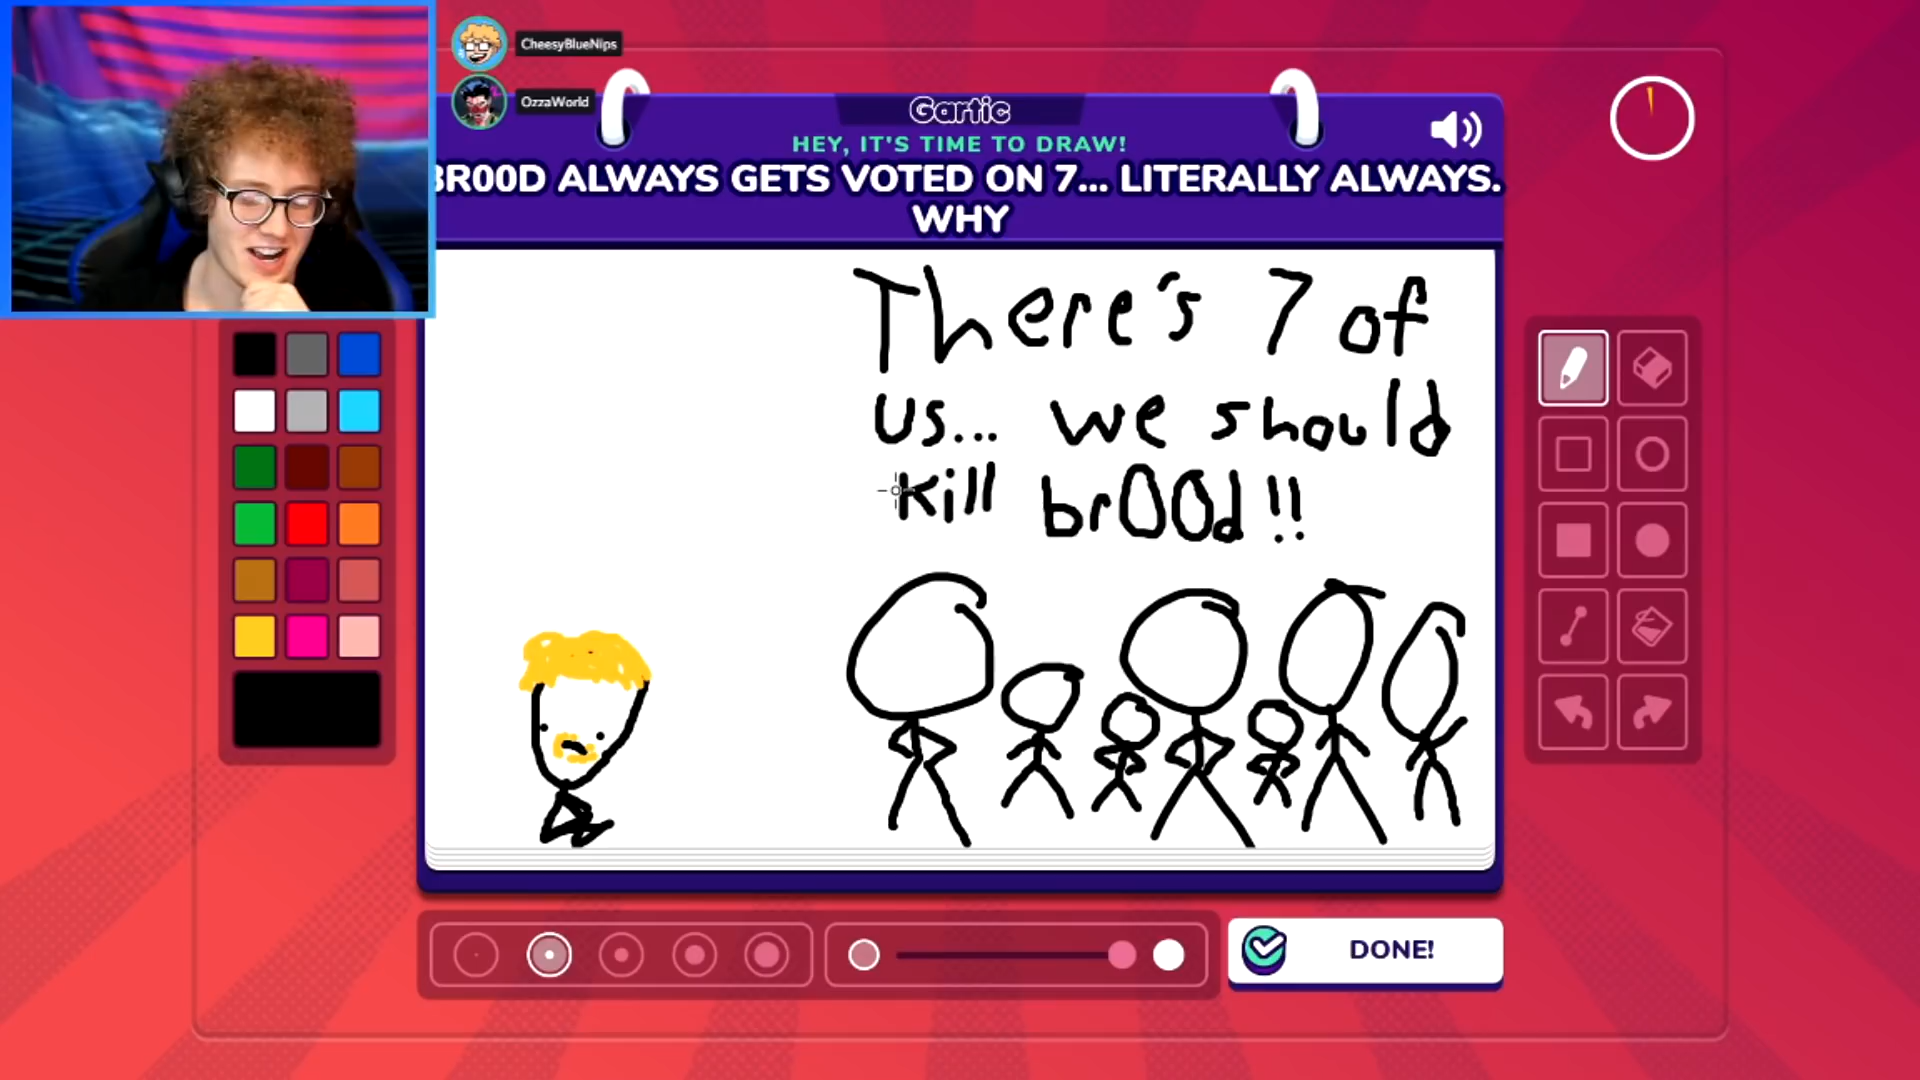 CheesyBlueNips
OzzaWorld
Gartic
HEY, IT'S TIME TO DRAW!
BR00D ALWAYS GETS VOTED ON 7... LITERALLY ALWAYS.
WHY
There's 7 of
us... we should
kill br00d!!
DONE!